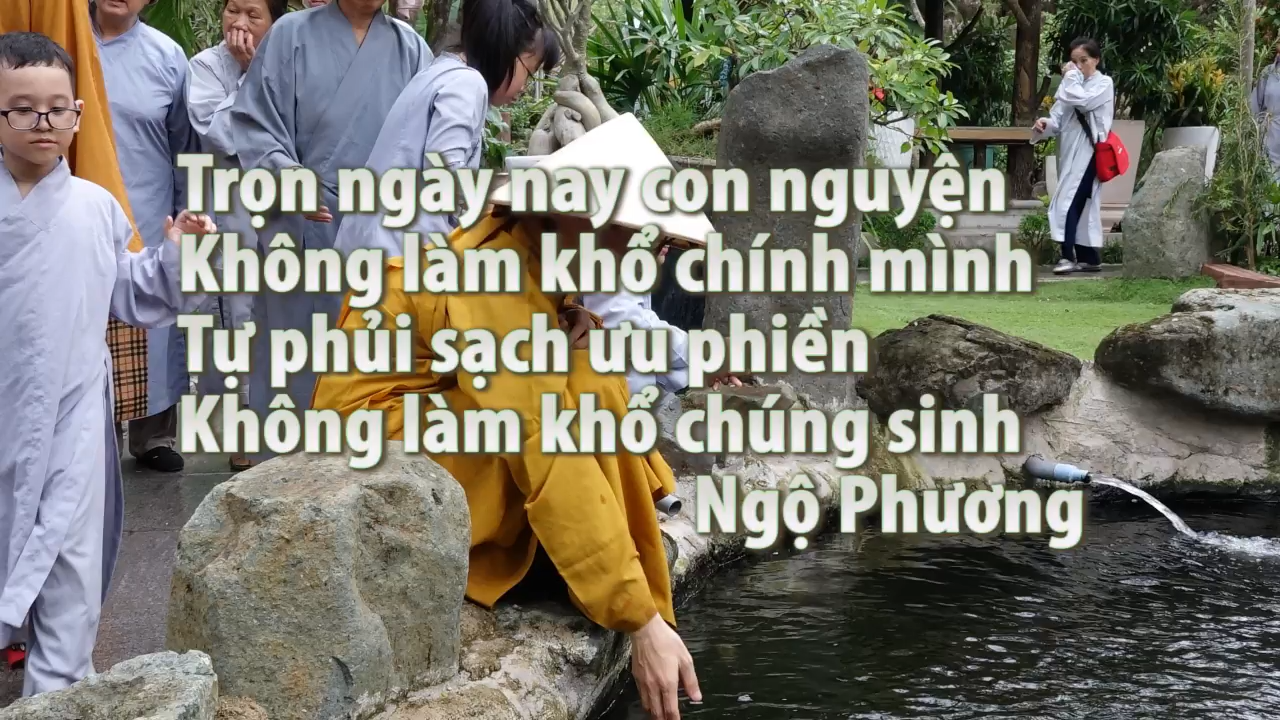 Trọn ngày nay con nguyện
Không làm khổ chính mình
Tự phủi sạch ưu phiền
Không làm khổ chúng sinh
Ngộ Phương